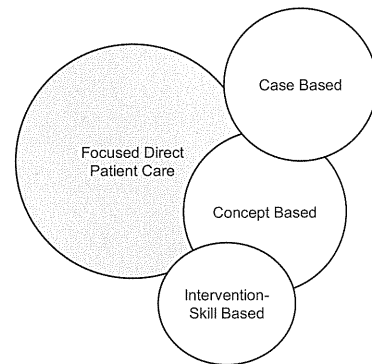 Case Based
Focused Direct
Patient Care
Concept Based
Intervention-
Skill Based